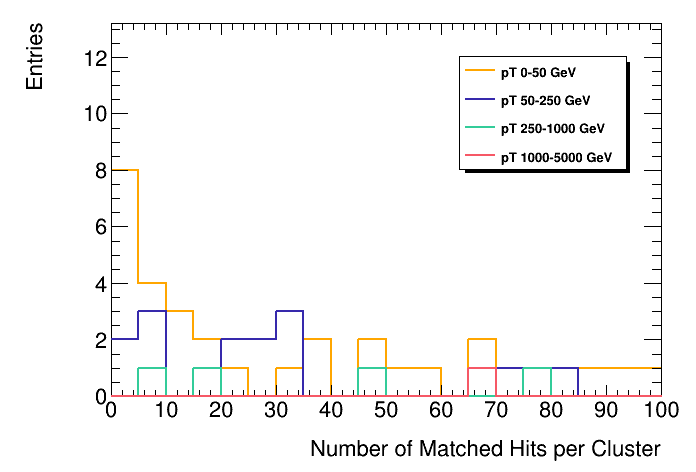 Entries
12
10
8
6
4
2
0
pT 0-50 GeV
pT 50-250 GeV
pT 250-1000 GeV
pT 1000-5000 GeV
0 10 20 30 40 50 60 70 80 90 100
Number of Matched Hits per Cluster